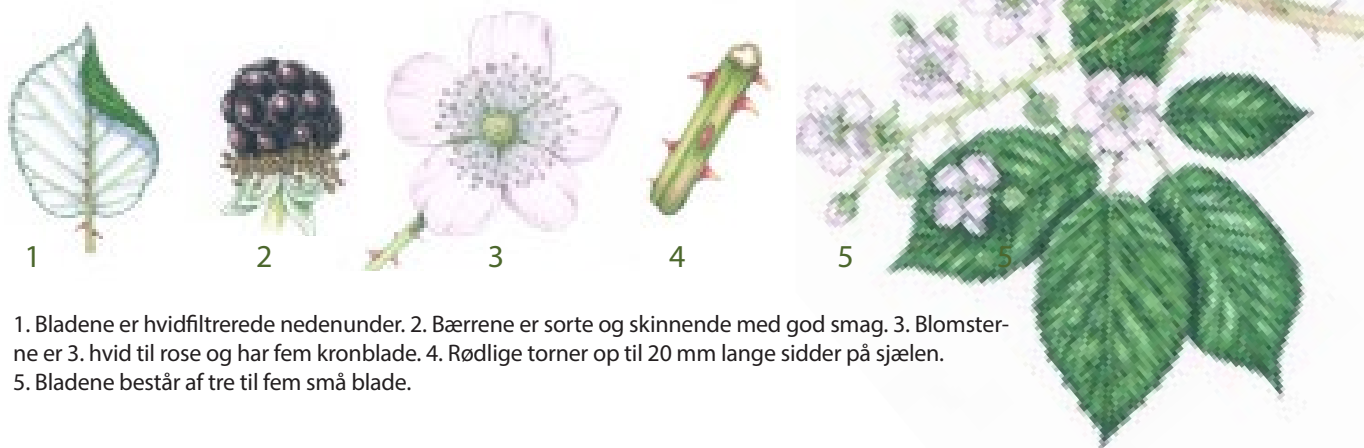 1 2 3 4 5 5
1. Bladene er hvidfiltrerede nedenunder. 2. Bærrene er sorte og skinnende med god smag. 3. Blomster-
ne er 3. hvid til rose og har fem kronblade. 4. Rødlige torner op til 20 mm lange sidder på sjælen.
5. Bladene består af tre til fem små blade.